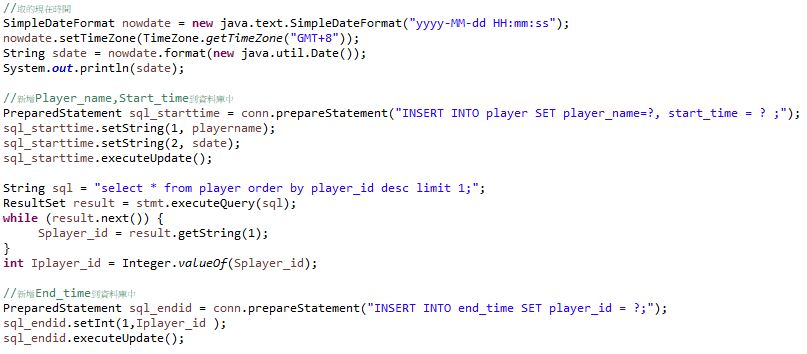 //取的現在時間
SimpleDateFormat nowdate = new java.text.SimpleDateFormat("yyyy-MM-dd HH:mm:ss");
nowdate.setTimeZone(TimeZone.getTimeZone("GMT+8"));
String sdate = nowdate.format(new java.util.Date());
System.out.println(sdate);
//新增Player_name,Start_time到資料庫中
PreparedStatement sql_starttime = conn.prepareStatement("INSERT INTO player SET player_name=?, start_time = ? ;");
sql_starttime.setString(1, playername);
sql_starttime.setString(2, sdate);
sql_starttime.executeUpdate();
String sql = "select * from player order by player_id desc limit 1;";
ResultSet result = stmt.executeQuery(sql);
while (result.next()) {
Splayer_id = result.getString(1);
}
int Iplayer_id = Integer.valueOf(Splayer_id);
//新增End_time到資料庫中
PreparedStatement sql_endid = conn.prepareStatement("INSERT INTO end_time SET player_id = ?;");
sql_endid.setInt(1,Iplayer_id );
sql_endid.executeUpdate();